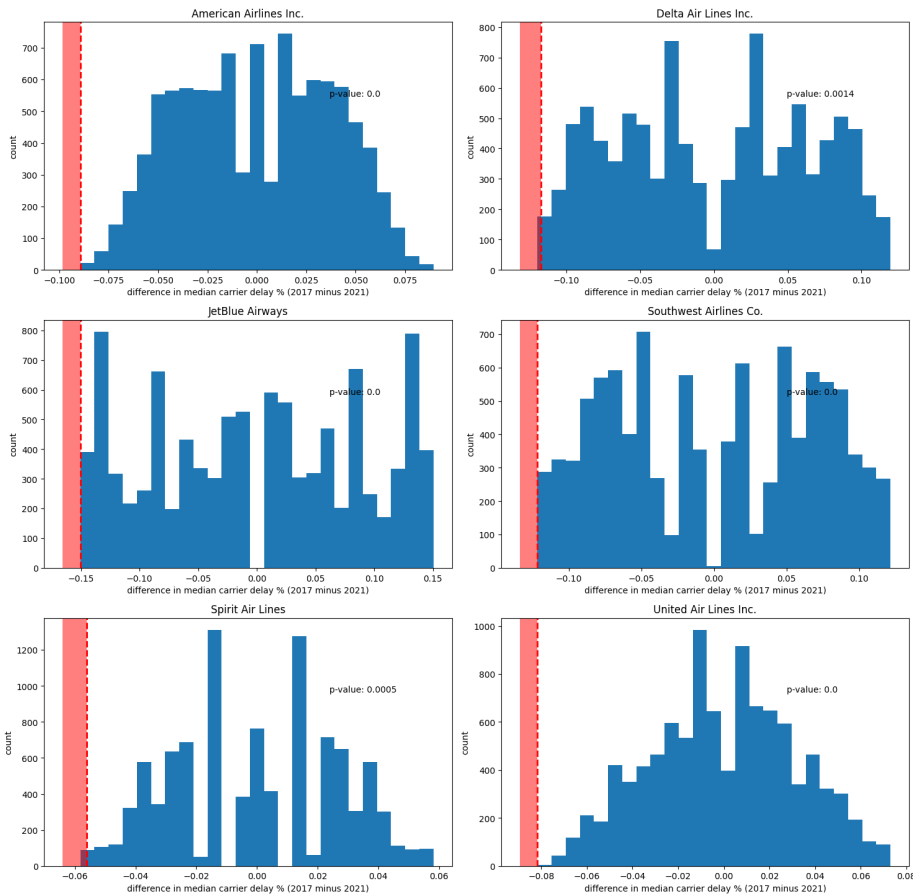 American Airlines Inc.
700
600
500
400
300
200
100
0
count
p-value: 0.0
−0.100 −0.075 −0.050 −0.025 0.000 0.025 0.050 0.075
difference in median carrier delay % (2017 minus 2021)
Delta Air Lines Inc.
800
700
600
500
400
300
200
100
0
count
p-value: 0.0014
−0.10 −0.05 0.00 0.05 0.10
difference in median carrier delay % (2017 minus 2021)
JetBlue Airways
800
700
600
500
400
300
200
100
0
count
p-value: 0.0
−0.15 −0.10 −0.05 0.00 0.05 0.10 0.15
difference in median carrier delay % (2017 minus 2021)
Southwest Airlines Co.
700
600
500
400
300
200
100
0
count
p-value: 0.0
−0.10 −0.05 0.00 0.05 0.10
difference in median carrier delay % (2017 minus 2021)
Spirit Air Lines
1200
1000
800
600
400
200
0
count
p-value: 0.0005
−0.06 −0.04 −0.02 0.00 0.02 0.04 0.06
difference in median carrier delay % (2017 minus 2021)
United Air Lines Inc.
1000
800
600
400
200
0
count
p-value: 0.0
−0.08 −0.06 −0.04 −0.02 0.00 0.02 0.04 0.06 0.08
difference in median carrier delay % (2017 minus 2021)